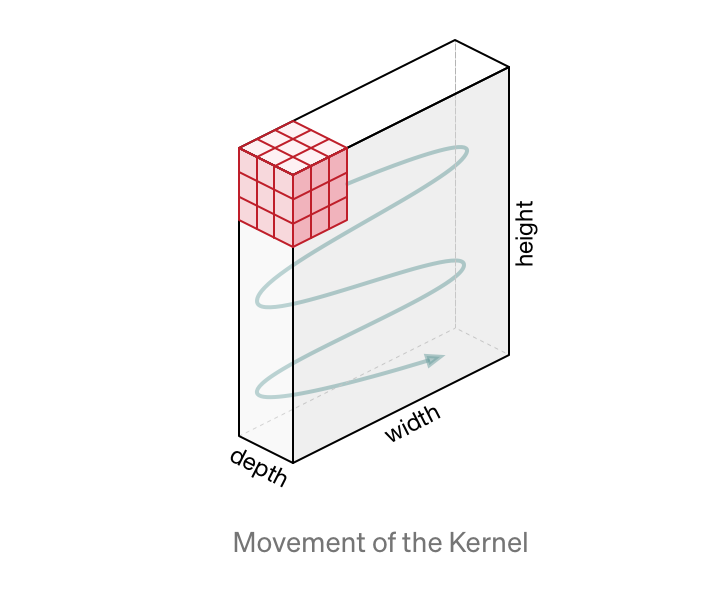 height
width
depth
Movement of the Kernel